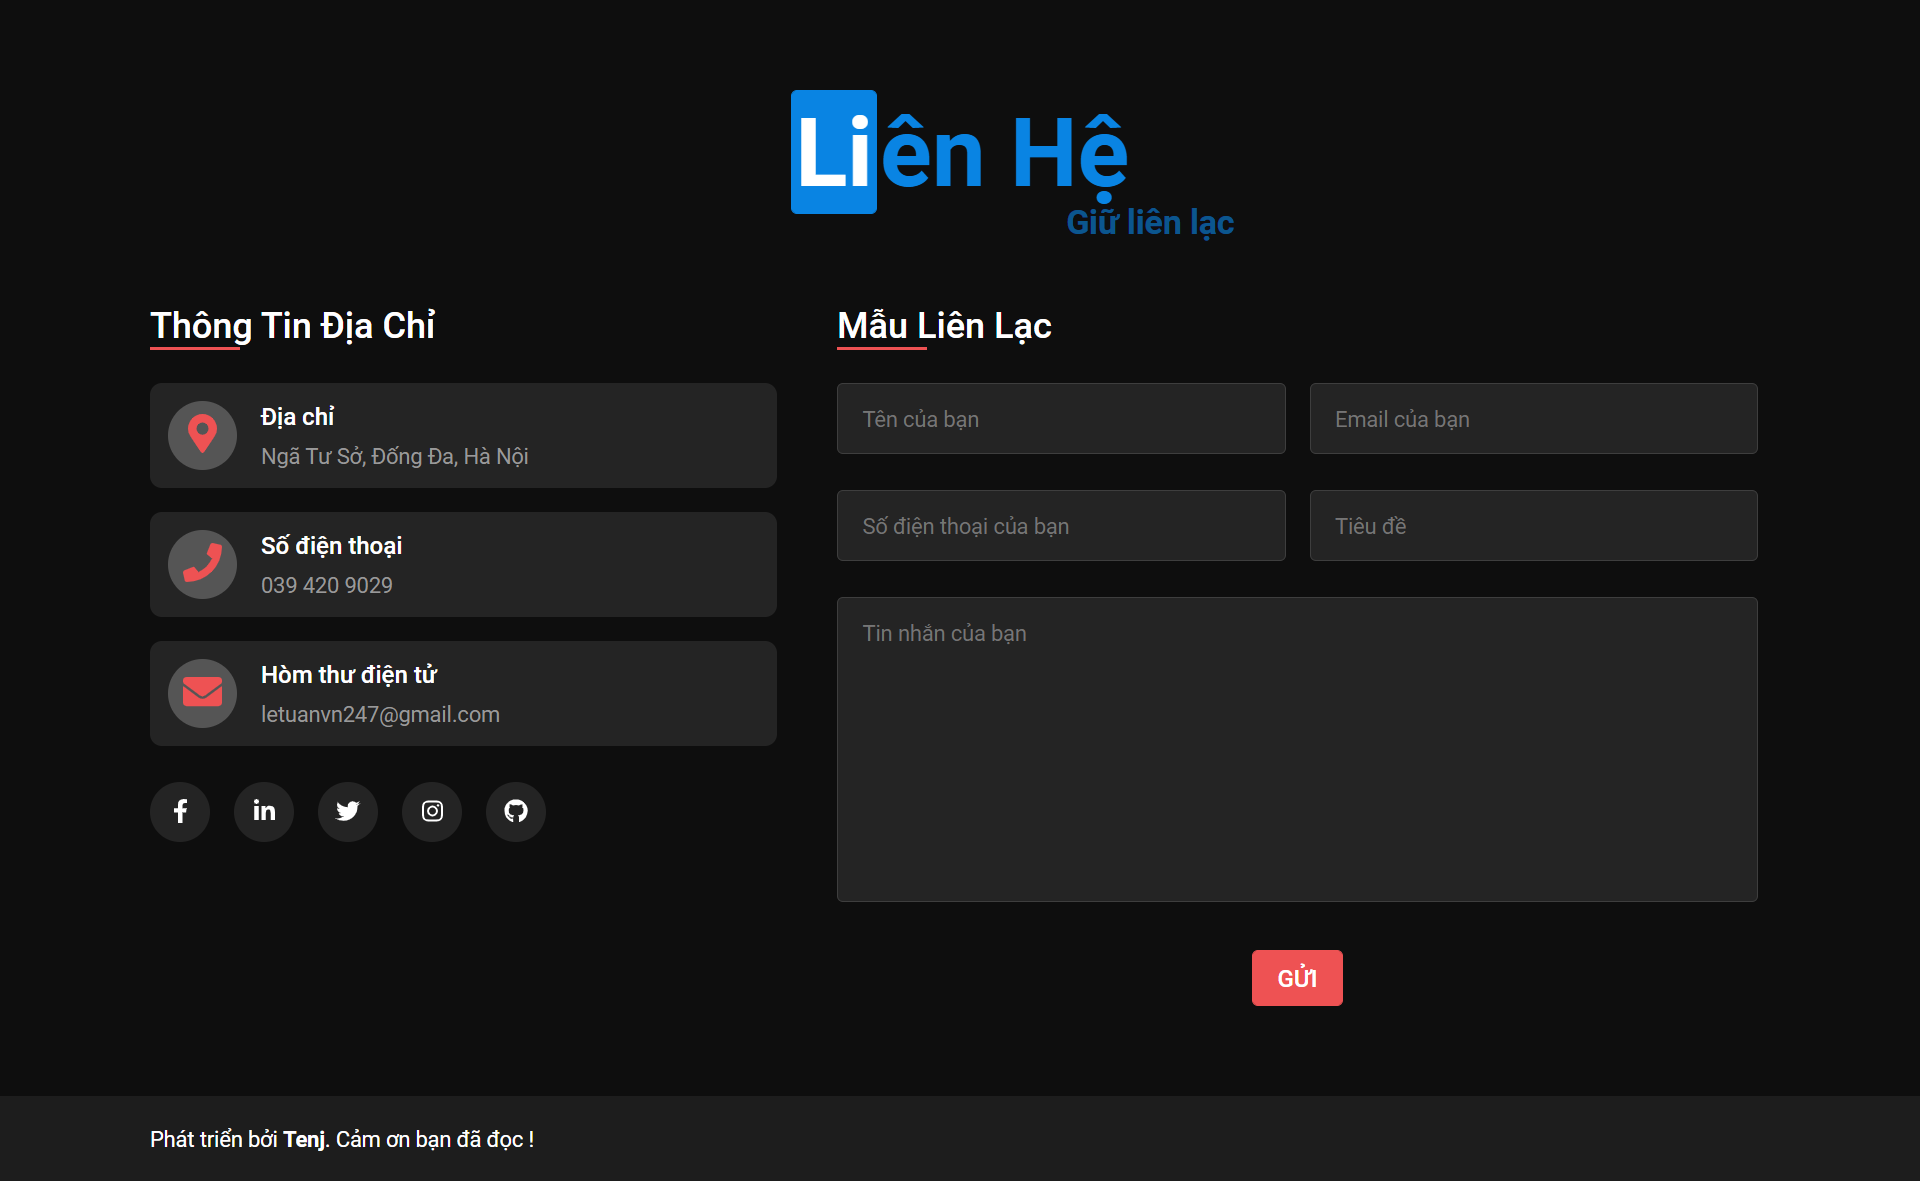 Liên Hệ
Giữ liên lạc
Thông Tin Địa Chỉ
Địa chỉ
Ngã Tư Sở, Đống Đa, Hà Nội
Số điện thoại
039 420 9029
Hòm thư điện tử
letuanvn247@gmail.com
Mẫu Liên Lạc
Tên của bạn
Email của bạn
Số điện thoại của bạn
Tiêu đề
Tin nhắn của bạn
GỬI
Phát triển bởi Tenj. Cảm ơn bạn đã đọc !